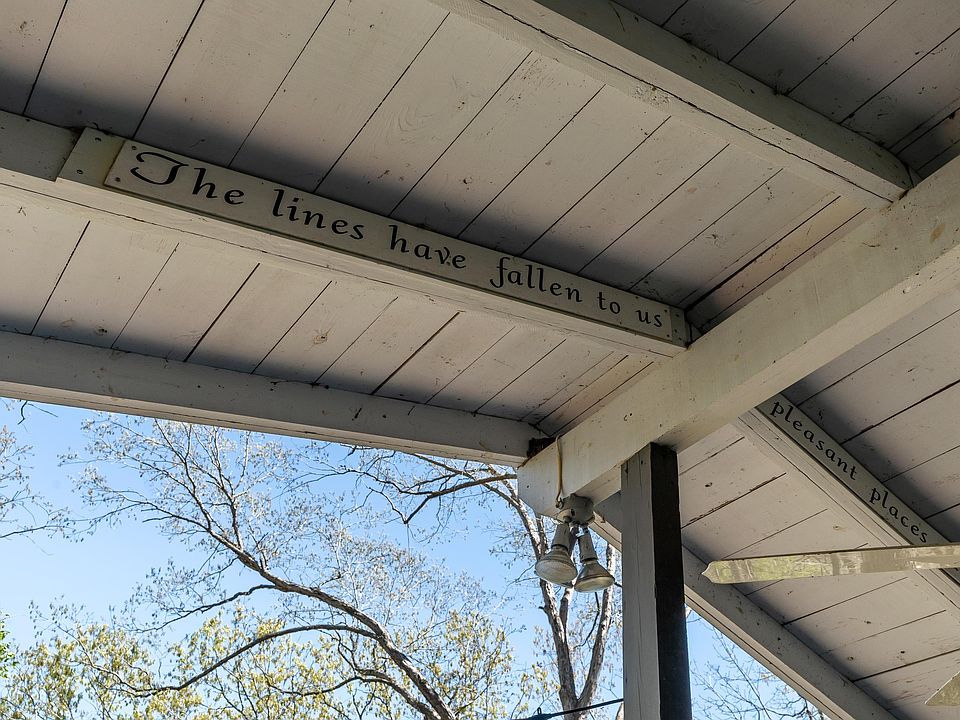 The lines have fallen to us
pleasant places